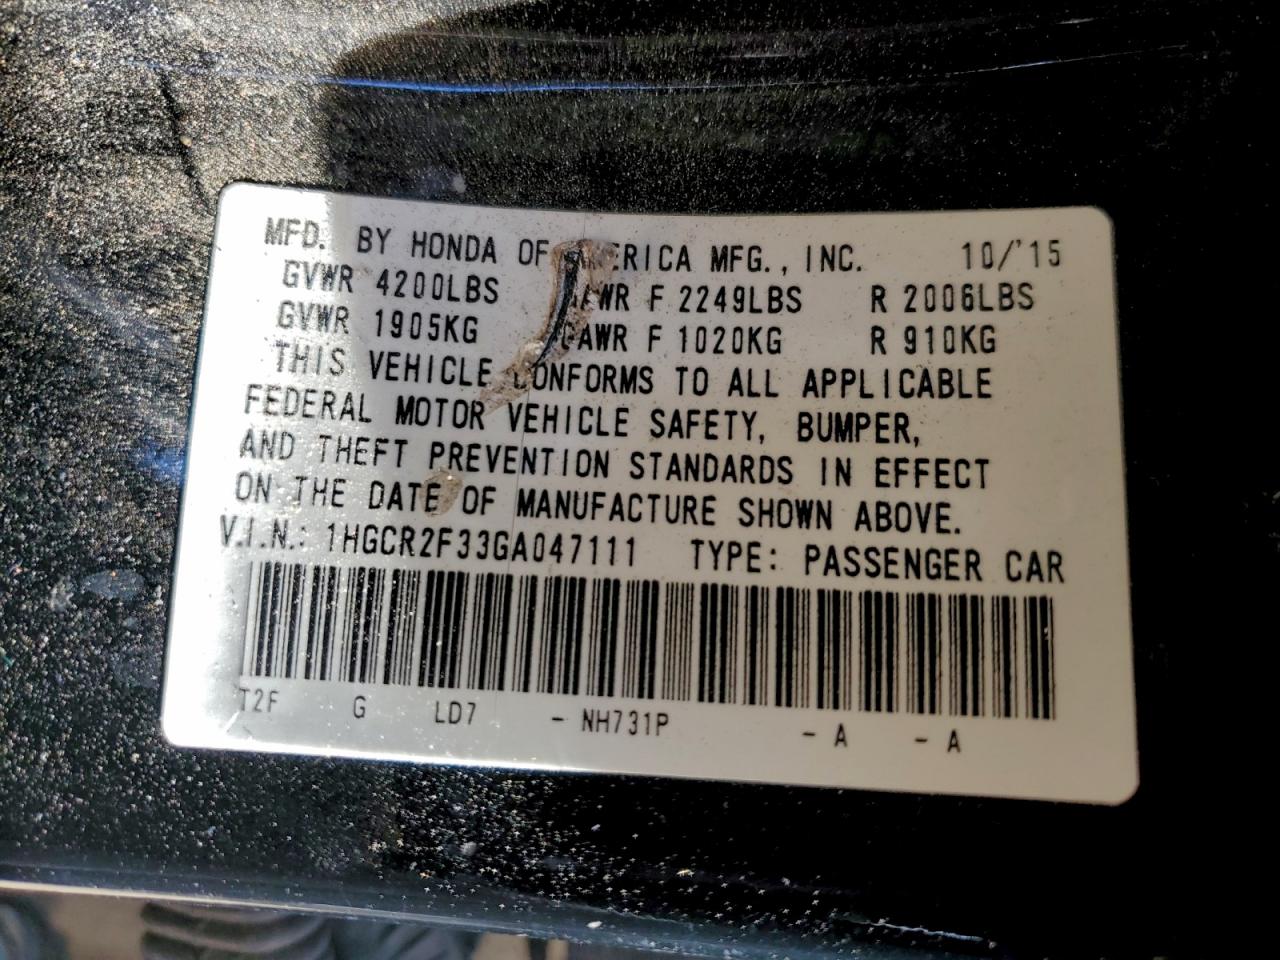 MFD. BY HONDA OF AMERICA MFG., INC. 10/'15
GVWR 4200LBS GAWR F 2249LBS R 2006LBS
GVWR 1905KG GAWR F 1020KG R 910KG
THIS VEHICLE CONFORMS TO ALL APPLICABLE
FEDERAL MOTOR VEHICLE SAFETY, BUMPER,
AND THEFT PREVENTION STANDARDS IN EFFECT
ON THE DATE OF MANUFACTURE SHOWN ABOVE.
V.I.N.: 1HGCR2F33GA047111 TYPE: PASSENGER CAR
T2F G LD7 - NH731P - A - A